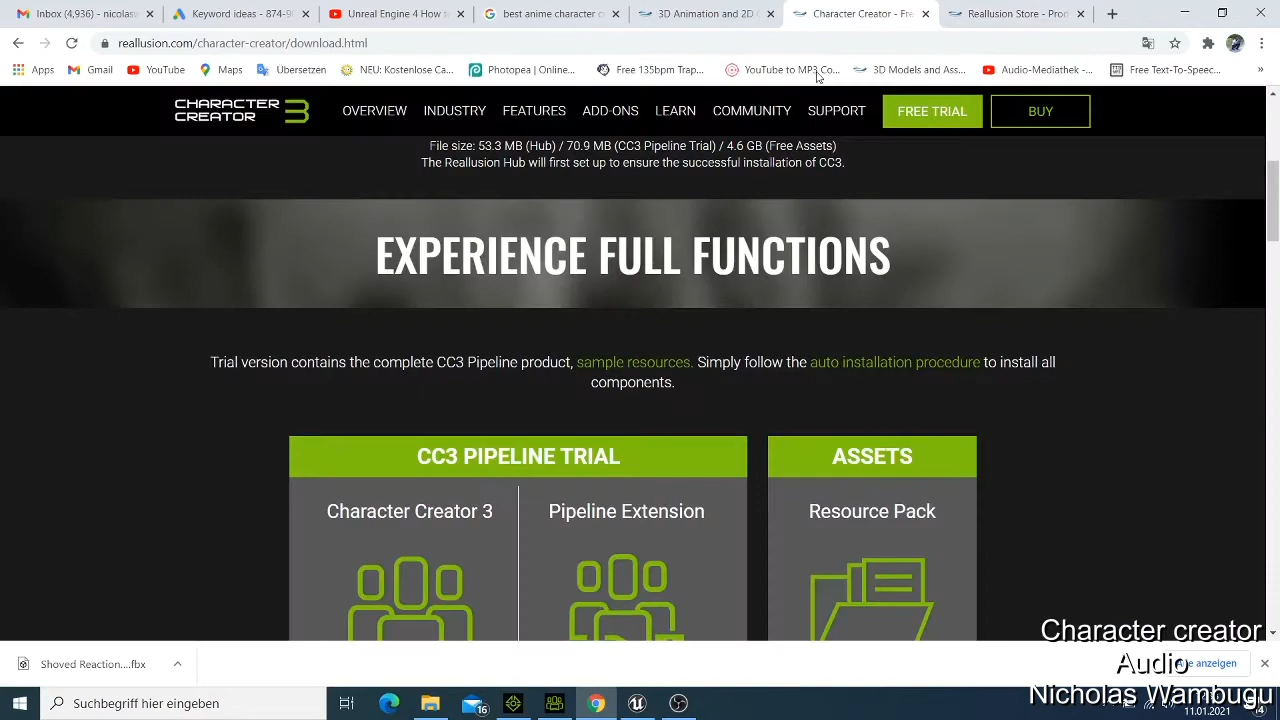 Inbox (4,936) - nicolasw
Keyword ideas - 874-9
Unreal Engine 4 How t
best anime character c
3D Animation and 2D
Character Creator - Fre
Reallusion Store - Prod
reallusion.com/character-creator/download.html
Apps
Gmail
YouTube
Maps
Übersetzen
NEU: Kostenlose Ca...
Photopea | Online...
Free 135bpm Trap...
YouTube to MP3 Co...
3D Models and Ass...
Audio-Mediathek -...
Free Text-To-Speec...
»
CHARACTER CREATOR 3
OVERVIEW
INDUSTRY
FEATURES
ADD-ONS
LEARN
COMMUNITY
SUPPORT
FREE TRIAL
BUY
File size: 53.3 MB (Hub) / 70.9 MB (CC3 Pipeline Trial) / 4.6 GB (Free Assets)
The Reallusion Hub will first set up to ensure the successful installation of CC3.
EXPERIENCE FULL FUNCTIONS
Trial version contains the complete CC3 Pipeline product, sample resources. Simply follow the auto installation procedure to install all
components.
CC3 PIPELINE TRIAL
ASSETS
Character Creator 3
Pipeline Extension
Resource Pack
Shoved Reaction....fbx
Alle anzeigen
Character creator
Audio
Nicholas Wambugu
Suchbegriff hier eingeben
16
11.01.2021